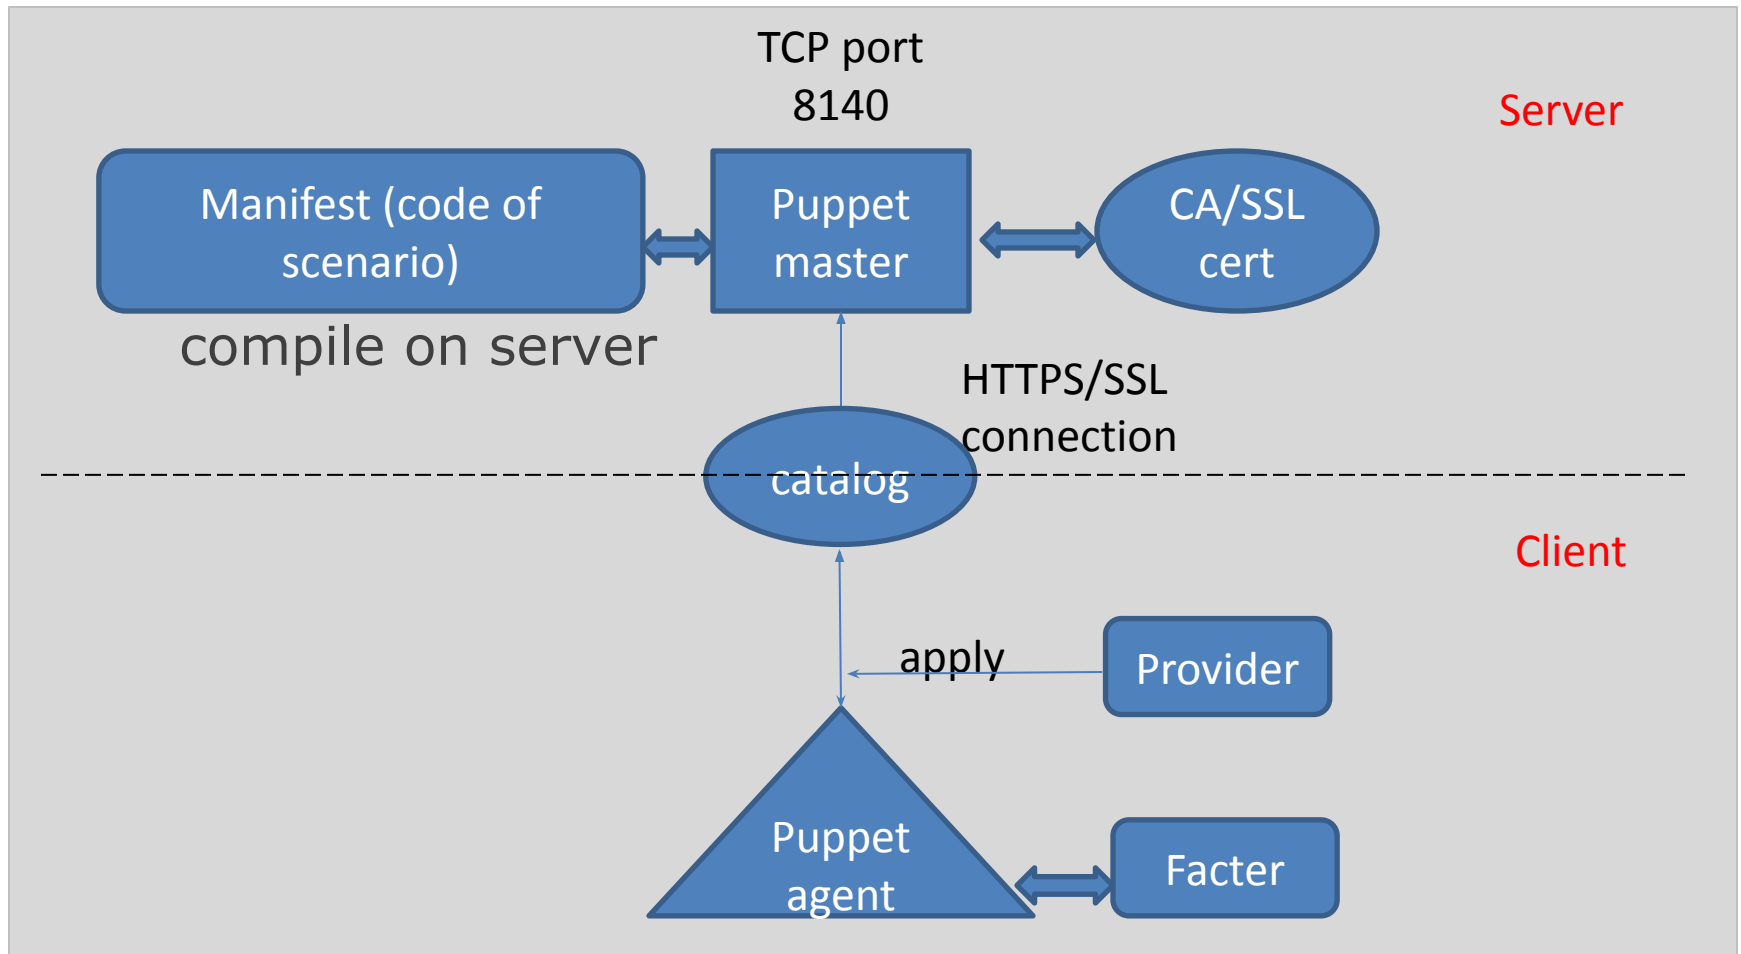 TCP port
8140
Server
Manifest (code of
scenario)
Puppet
master
CA/SSL
cert
compile on server
HTTPS/SSL
connection
catalog
Client
apply
Provider
Puppet
agent
Facter